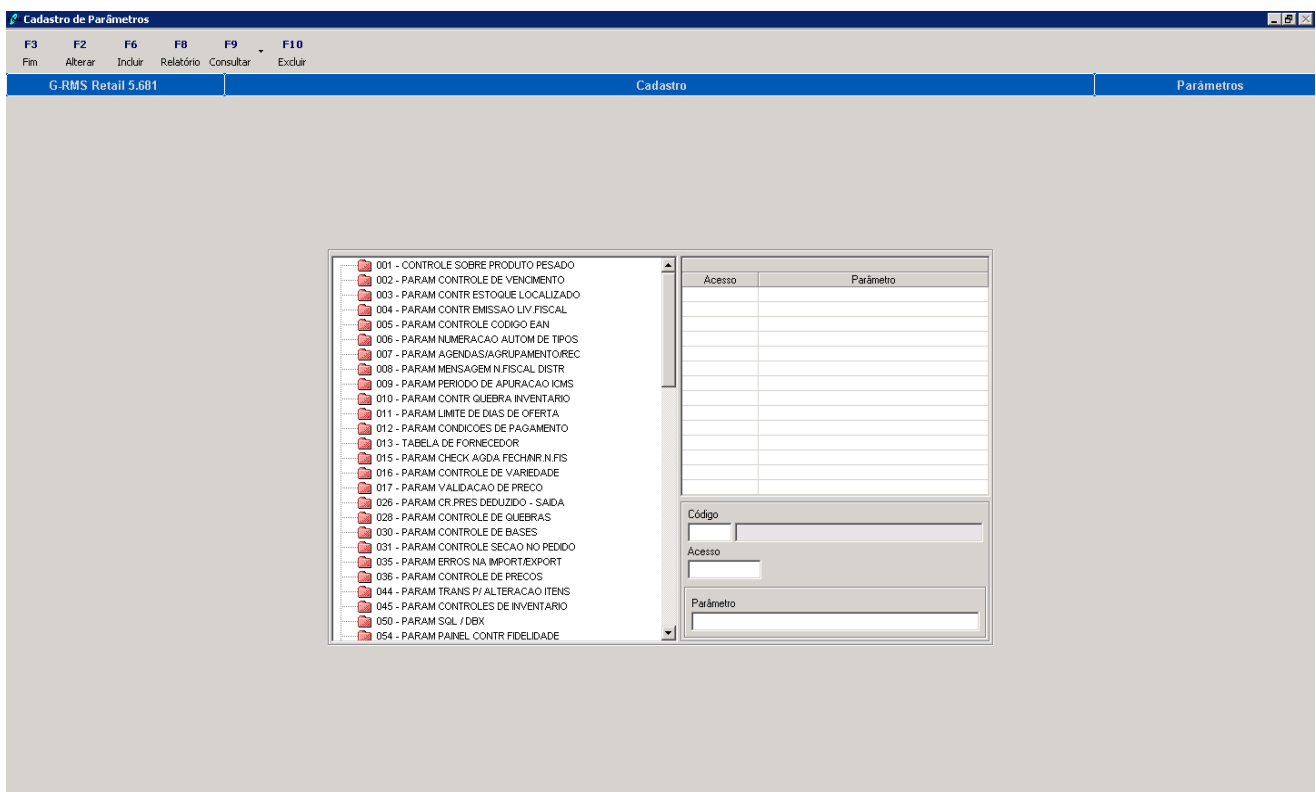 Cadastro de Parâmetros
F3 F2 F6 F8 F9 F10
Fim Alterar Incluir Relatório Consultar Excluir
G-RMS Retail 5.681 Cadastro Parâmetros
001 - CONTROLE SOBRE PRODUTO PESADO
002 - PARAM CONTROLE DE VENCIMENTO
003 - PARAM CONTR ESTOQUE LOCALIZADO
004 - PARAM CONTR EMISSAO LIV.FISCAL
005 - PARAM CONTROLE CODIGO EAN
006 - PARAM NUMERACAO AUTOM DE TIPOS
007 - PARAM AGENDAS/AGRUPAMENTO/REC
008 - PARAM MENSAGEM N.FISCAL DISTR
009 - PARAM PERIODO DE APURACAO ICMS
010 - PARAM CONTR QUEBRA INVENTARIO
011 - PARAM LIMITE DE DIAS DE OFERTA
012 - PARAM CONDICOES DE PAGAMENTO
013 - TABELA DE FORNECEDOR
015 - PARAM CHECK AGDA FECH/NR.N.FIS
016 - PARAM CONTROLE DE VARIEDADE
017 - PARAM VALIDACAO DE PRECO
026 - PARAM CR.PRES DEDUZIDO - SAIDA
028 - PARAM CONTROLE DE QUEBRAS
030 - PARAM CONTROLE DE BASES
031 - PARAM CONTROLE SECAO NO PEDIDO
035 - PARAM ERROS NA IMPORT/EXPORT
036 - PARAM CONTROLE DE PRECOS
044 - PARAM TRANS P/ ALTERACAO ITENS
045 - PARAM CONTROLES DE INVENTARIO
050 - PARAM SQL / DBX
054 - PARAM PAINEL CONTR FIDELIDADE
Acesso Parâmetro
Código
Acesso
Parâmetro